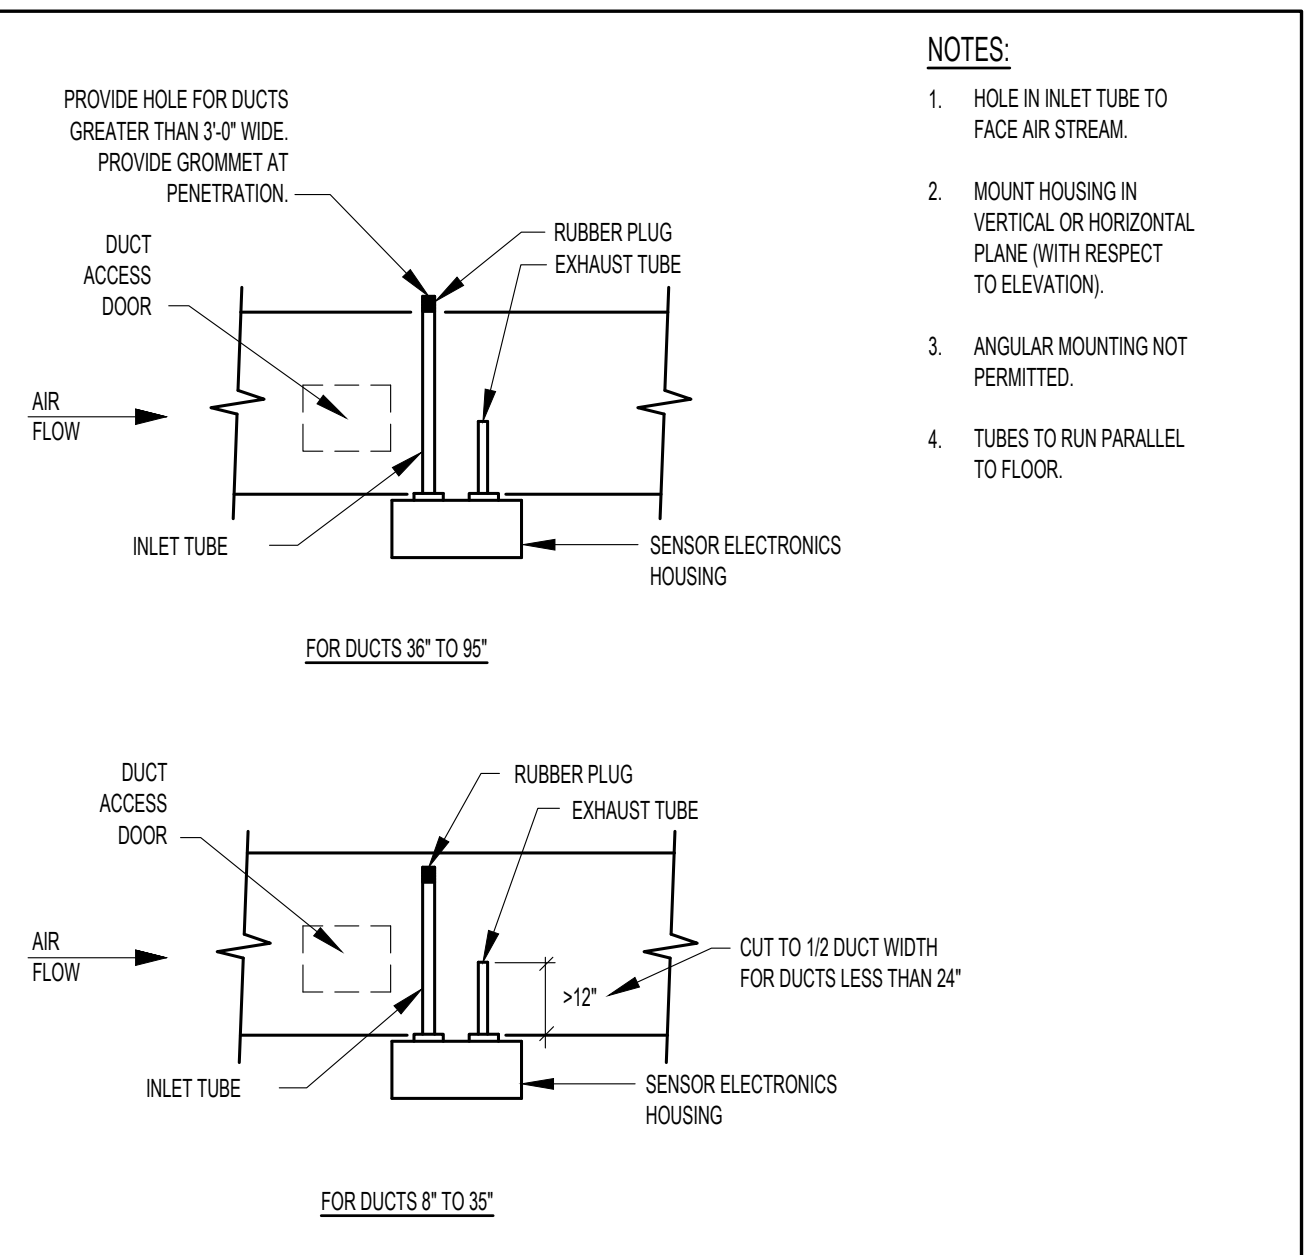 PROVIDE HOLE FOR DUCTS
GREATER THAN 3'-0" WIDE.
PROVIDE GROMMET AT
PENETRATION.
RUBBER PLUG
EXHAUST TUBE
DUCT
ACCESS
DOOR
AIR
FLOW
INLET TUBE
SENSOR ELECTRONICS
HOUSING
FOR DUCTS 36" TO 95"
DUCT
ACCESS
DOOR
RUBBER PLUG
EXHAUST TUBE
AIR
FLOW
>12"
CUT TO 1/2 DUCT WIDTH
FOR DUCTS LESS THAN 24"
INLET TUBE
SENSOR ELECTRONICS
HOUSING
FOR DUCTS 8" TO 35"
NOTES:
1. HOLE IN INLET TUBE TO
FACE AIR STREAM.
2. MOUNT HOUSING IN
VERTICAL OR HORIZONTAL
PLANE (WITH RESPECT
TO ELEVATION).
3. ANGULAR MOUNTING NOT
PERMITTED.
4. TUBES TO RUN PARALLEL
TO FLOOR.